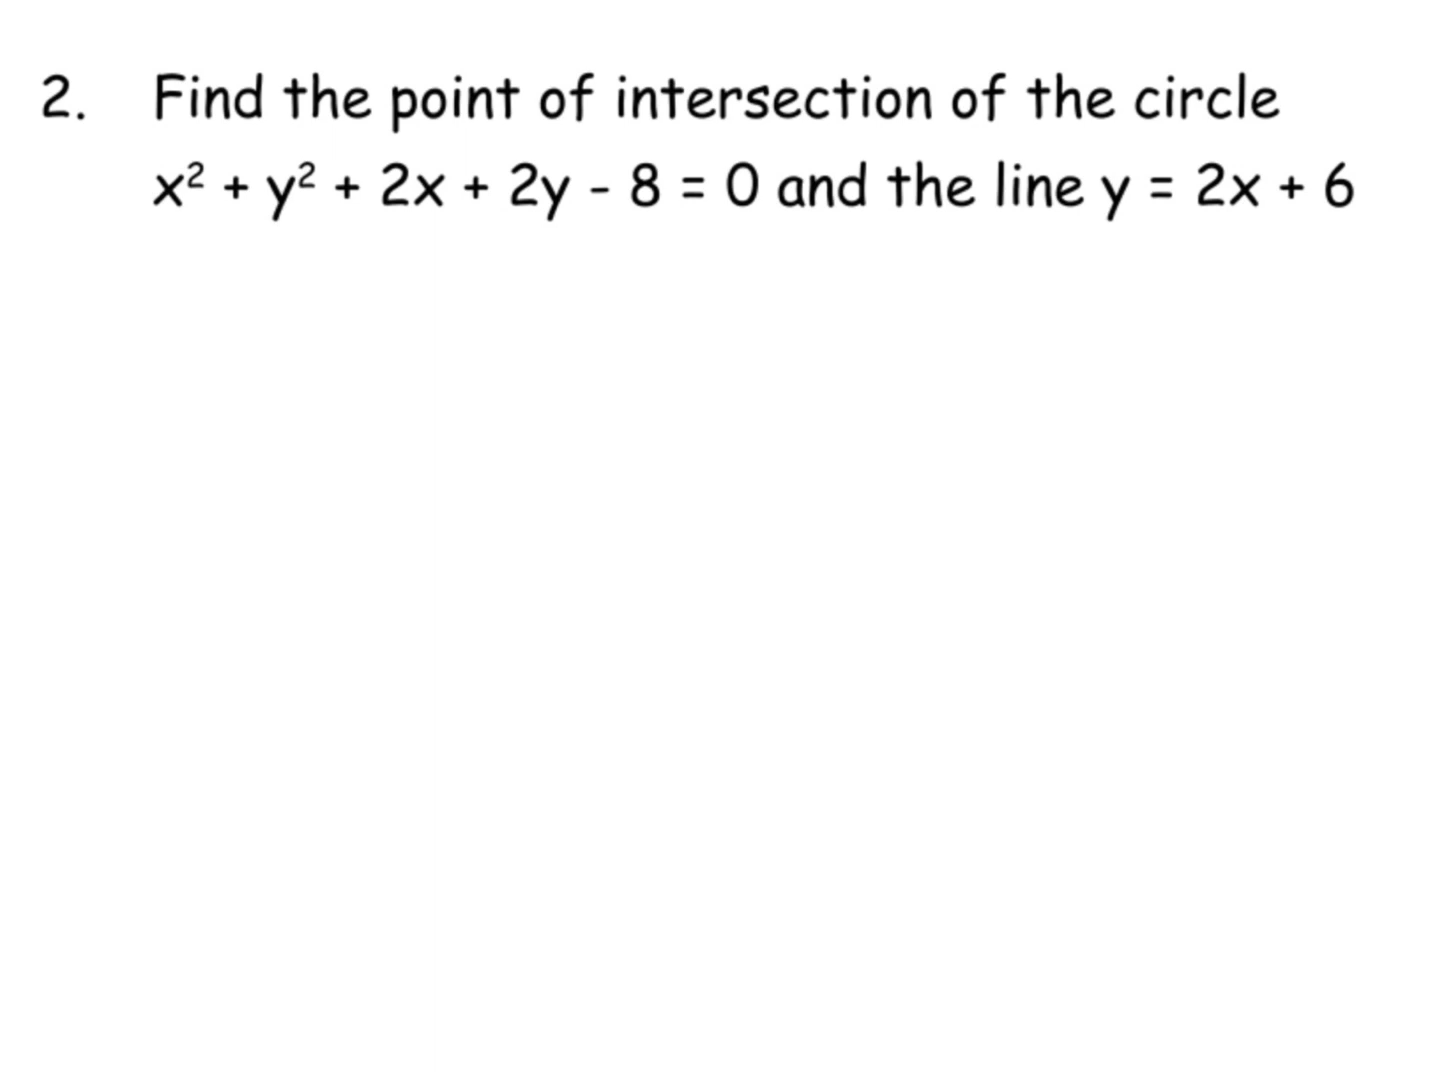 2. Find the point of intersection of the circle
x² + y² + 2x + 2y - 8 = 0 and the line y = 2x + 6